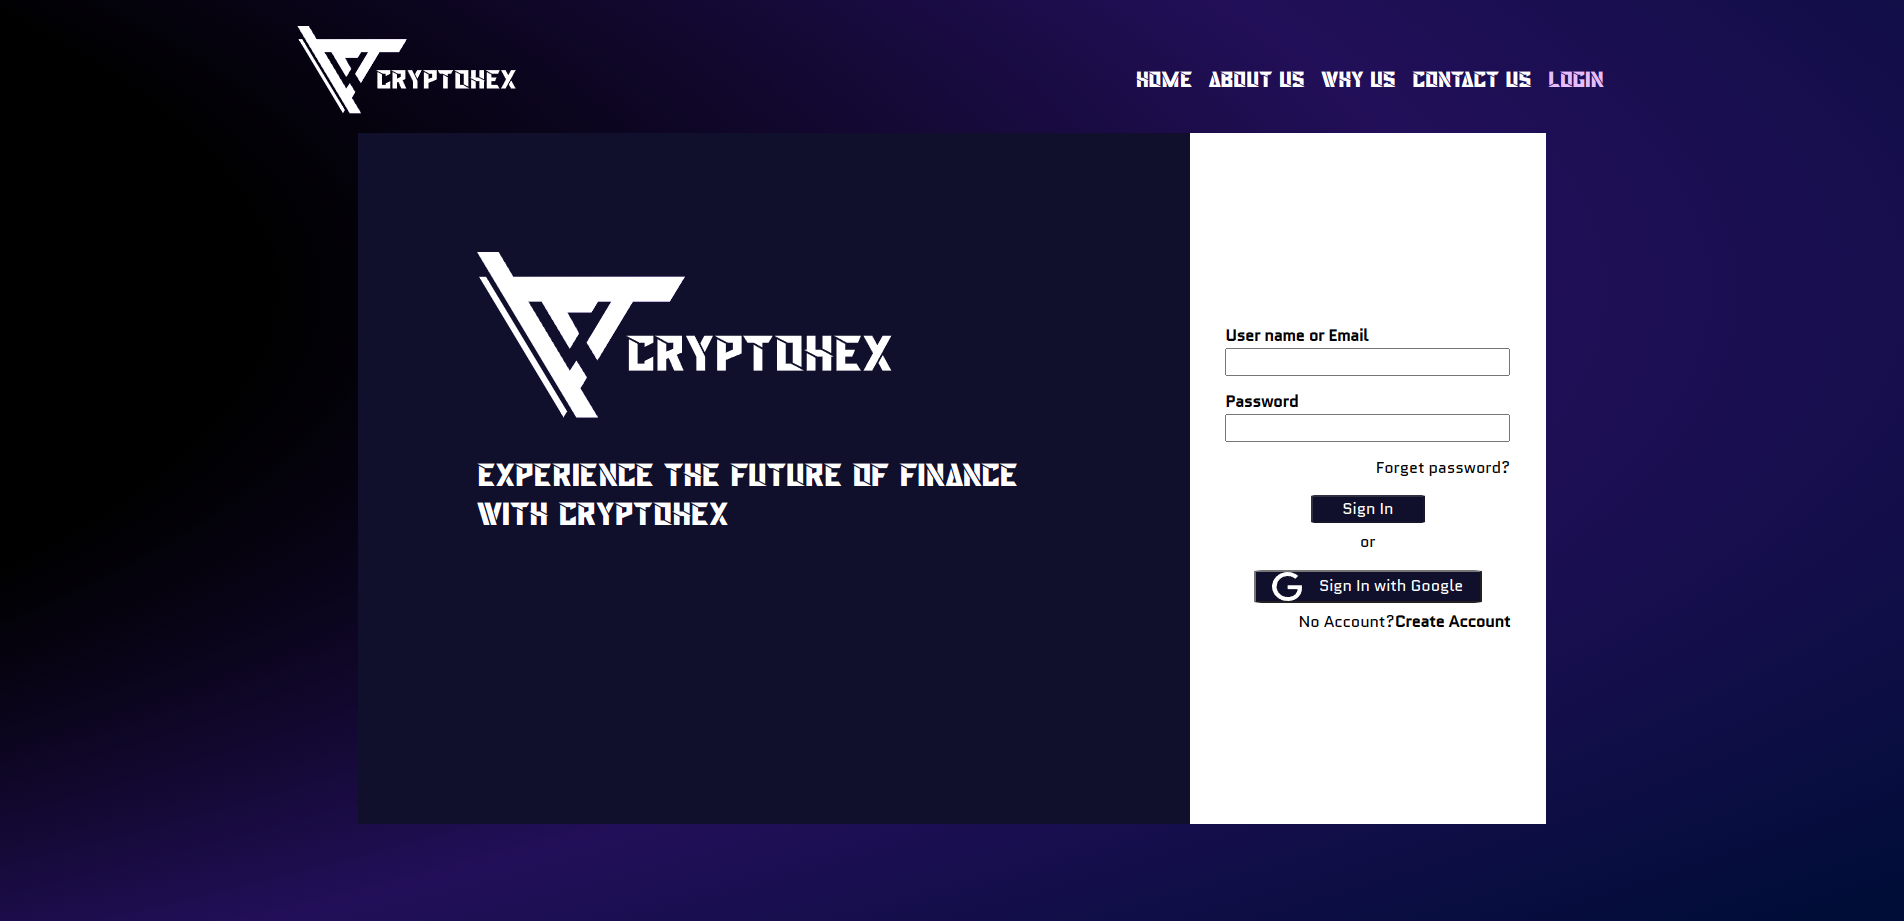 CRYPTOHEX
HOME ABOUT US WHY US CONTACT US LOGIN
CRYPTOHEX
EXPERIENCE THE FUTURE OF FINANCE
WITH CRYPTOHEX
User name or Email
Password
Forget password?
Sign In
or
G Sign In with Google
No Account?Create Account